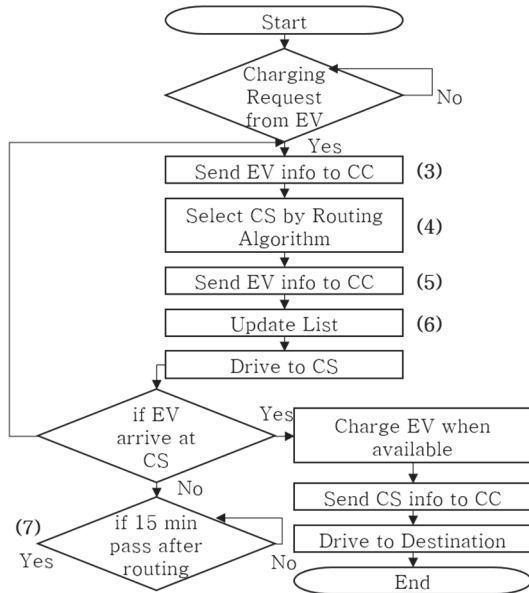 Start
Charging
Request
from EV
No
Yes
Send EV info to CC
(3)
Select CS by Routing
Algorithm
(4)
Send EV info to CC
(5)
Update List
(6)
Drive to CS
if EV
arrive at
CS
Yes
Charge EV when
available
No
Send CS info to CC
(7)
if 15 min
pass after
routing
Yes
No
Drive to Destination
End